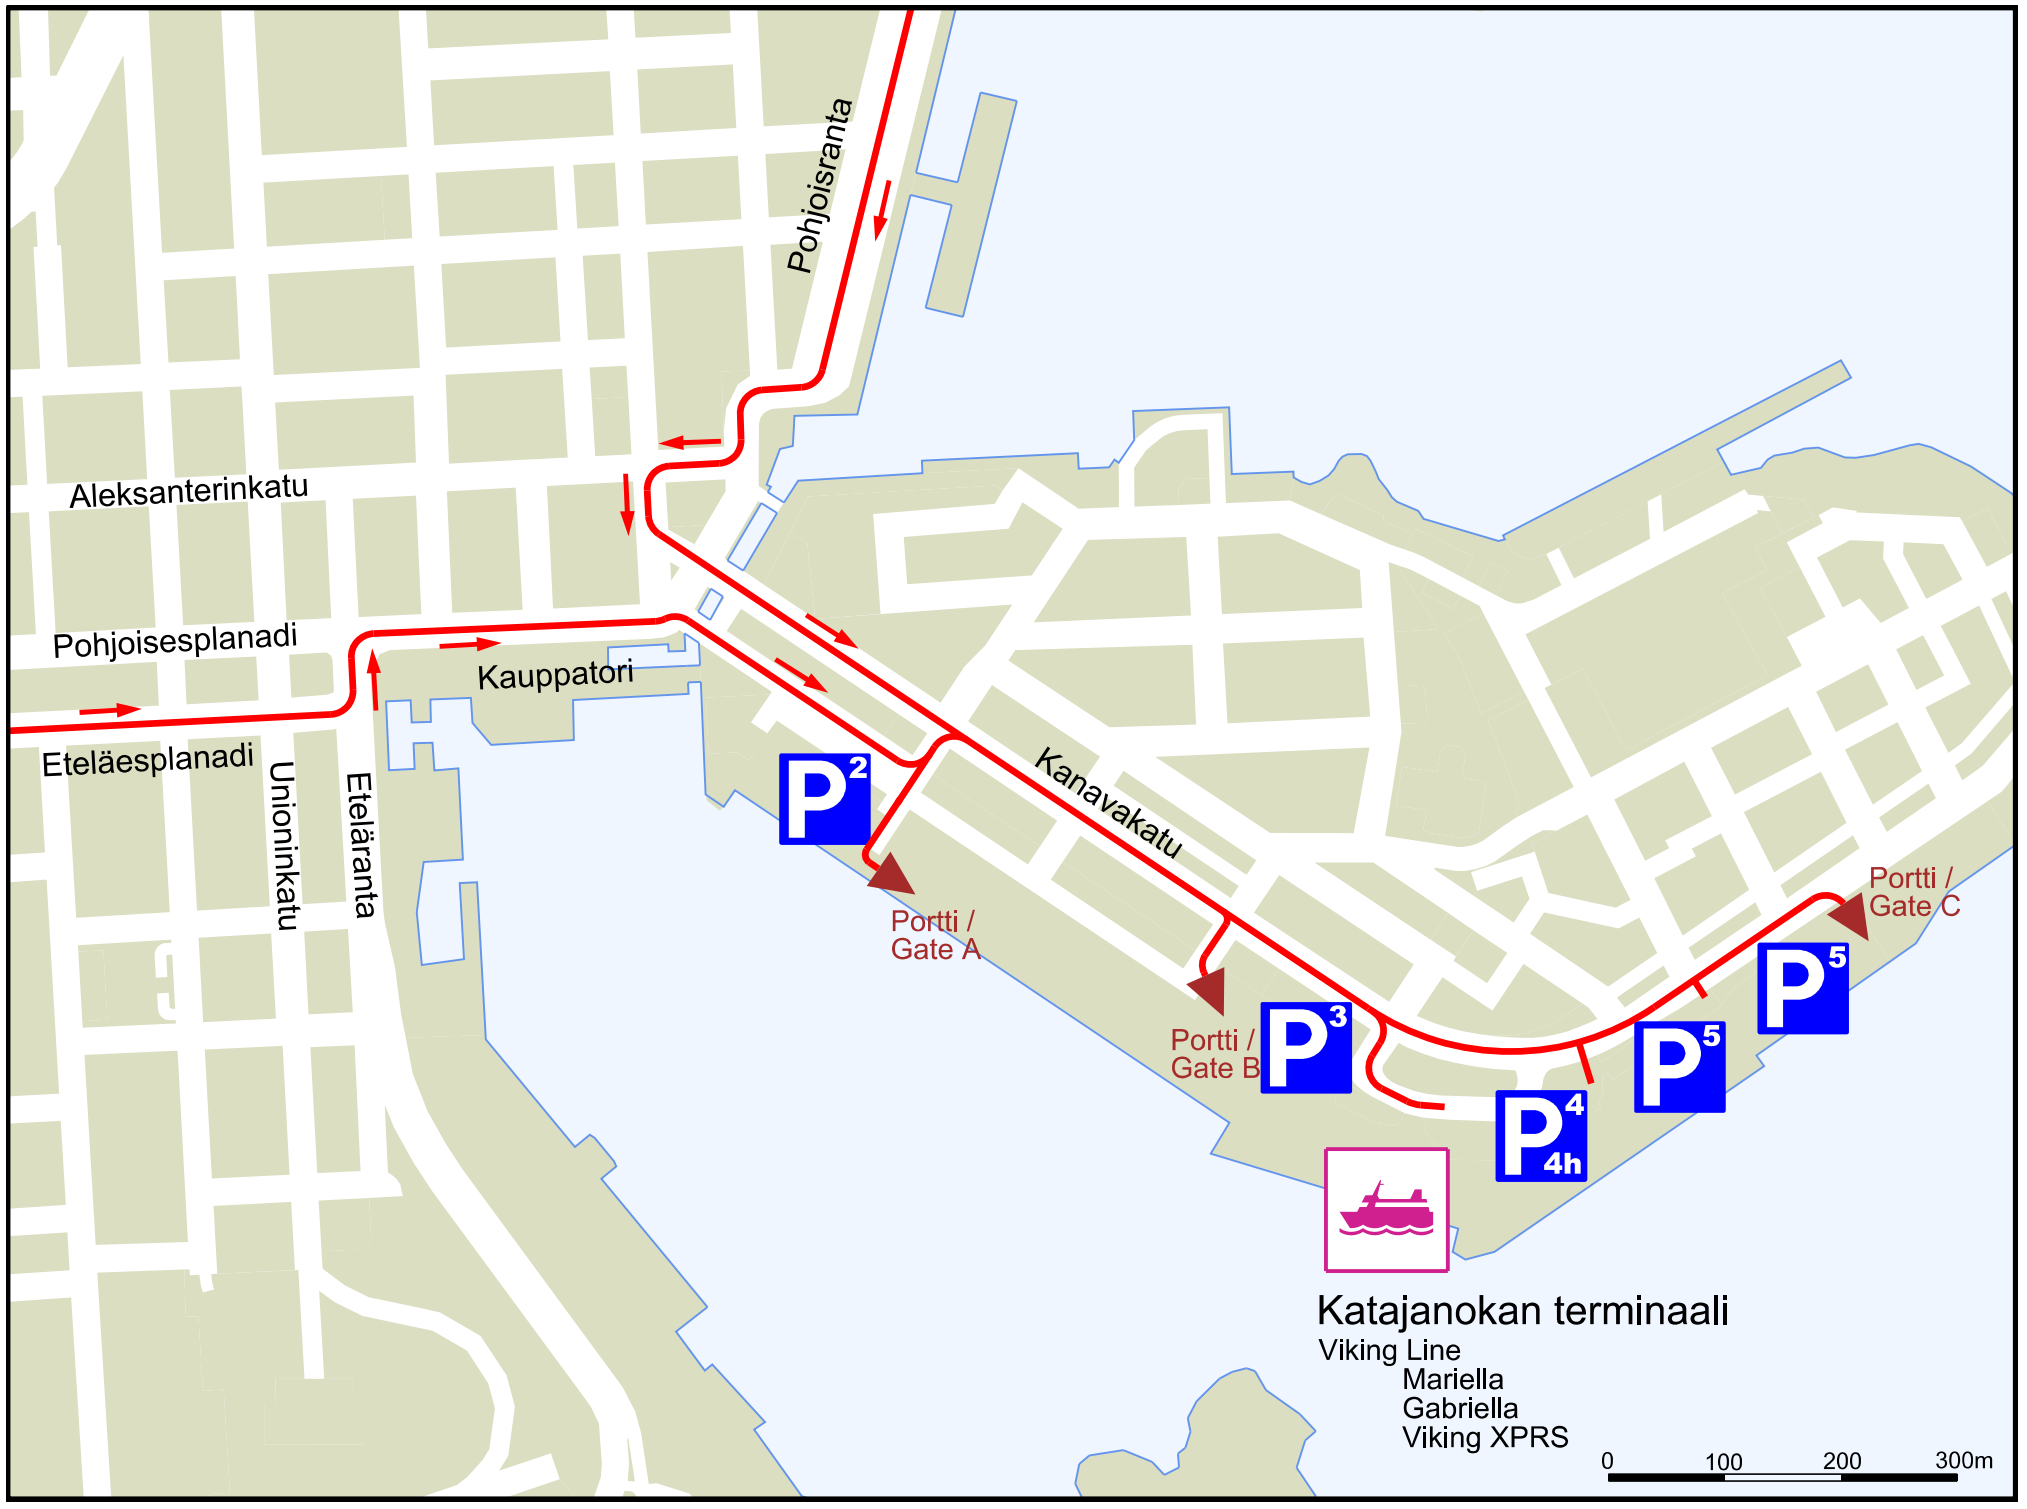 Pohjoisranta
Aleksanterinkatu
Pohjoisesplanadi
Kauppatori
Eteläesplanadi
Unioninkatu
Eteläranta
Kanavakatu
P2
Portti /
Gate A
Portti /
Gate B
P3
P4
4h
P5
P5
Portti /
Gate C
Katajanokan terminaali
Viking Line
Mariella
Gabriella
Viking XPRS
0 100 200 300m